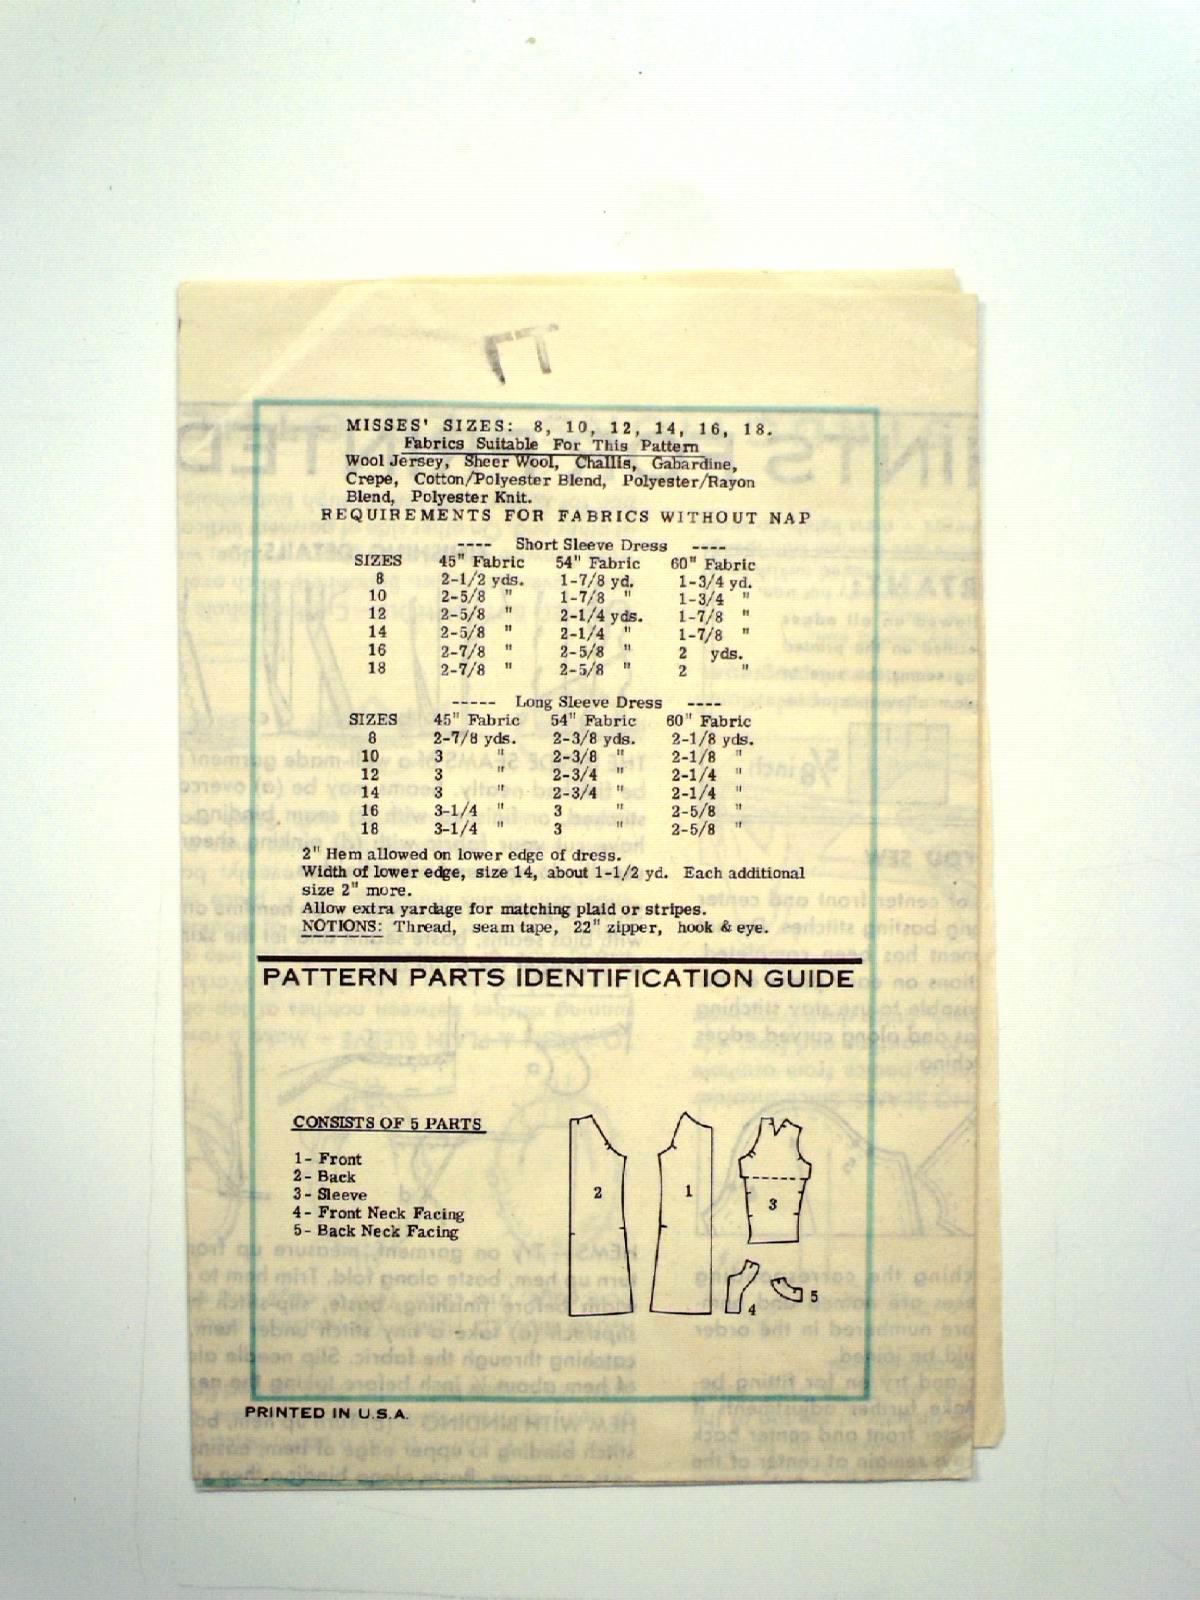 MISSES' SIZES: 8, 10, 12, 14, 16, 18.
Fabrics Suitable For This Pattern
Wool Jersey, Sheer Wool, Challis, Gabardine,
Crepe, Cotton/Polyester Blend, Polyester/Rayon
Blend, Polyester Knit.
REQUIREMENTS FOR FABRICS WITHOUT NAP
---- Short Sleeve Dress ----
SIZES 45" Fabric 54" Fabric 60" Fabric
8 2-1/2 yds. 1-7/8 yd. 1-3/4 yd.
10 2-5/8 " 1-7/8 " 1-3/4 "
12 2-5/8 " 2-1/4 yds. 1-7/8 "
14 2-5/8 " 2-1/4 " 1-7/8 "
16 2-7/8 " 2-5/8 " 2 yds.
18 2-7/8 " 2-5/8 " 2 "
----- Long Sleeve Dress ----
SIZES 45" Fabric 54" Fabric 60" Fabric
8 2-7/8 yds. 2-3/8 yds. 2-1/8 yds.
10 3 " 2-3/8 " 2-1/8 "
12 3 " 2-3/4 " 2-1/4 "
14 3 " 2-3/4 " 2-1/4 "
16 3-1/4 " 3 " 2-5/8 "
18 3-1/4 " 3 " 2-5/8 "
2" Hem allowed on lower edge of dress.
Width of lower edge, size 14, about 1-1/2 yd. Each additional
size 2" more.
Allow extra yardage for matching plaid or stripes.
NOTIONS: Thread, seam tape, 22" zipper, hook & eye.
PATTERN PARTS IDENTIFICATION GUIDE
CONSISTS OF 5 PARTS
1- Front
2- Back
3- Sleeve
4- Front Neck Facing
5- Back Neck Facing
2 1 3
4 5
PRINTED IN U.S.A.